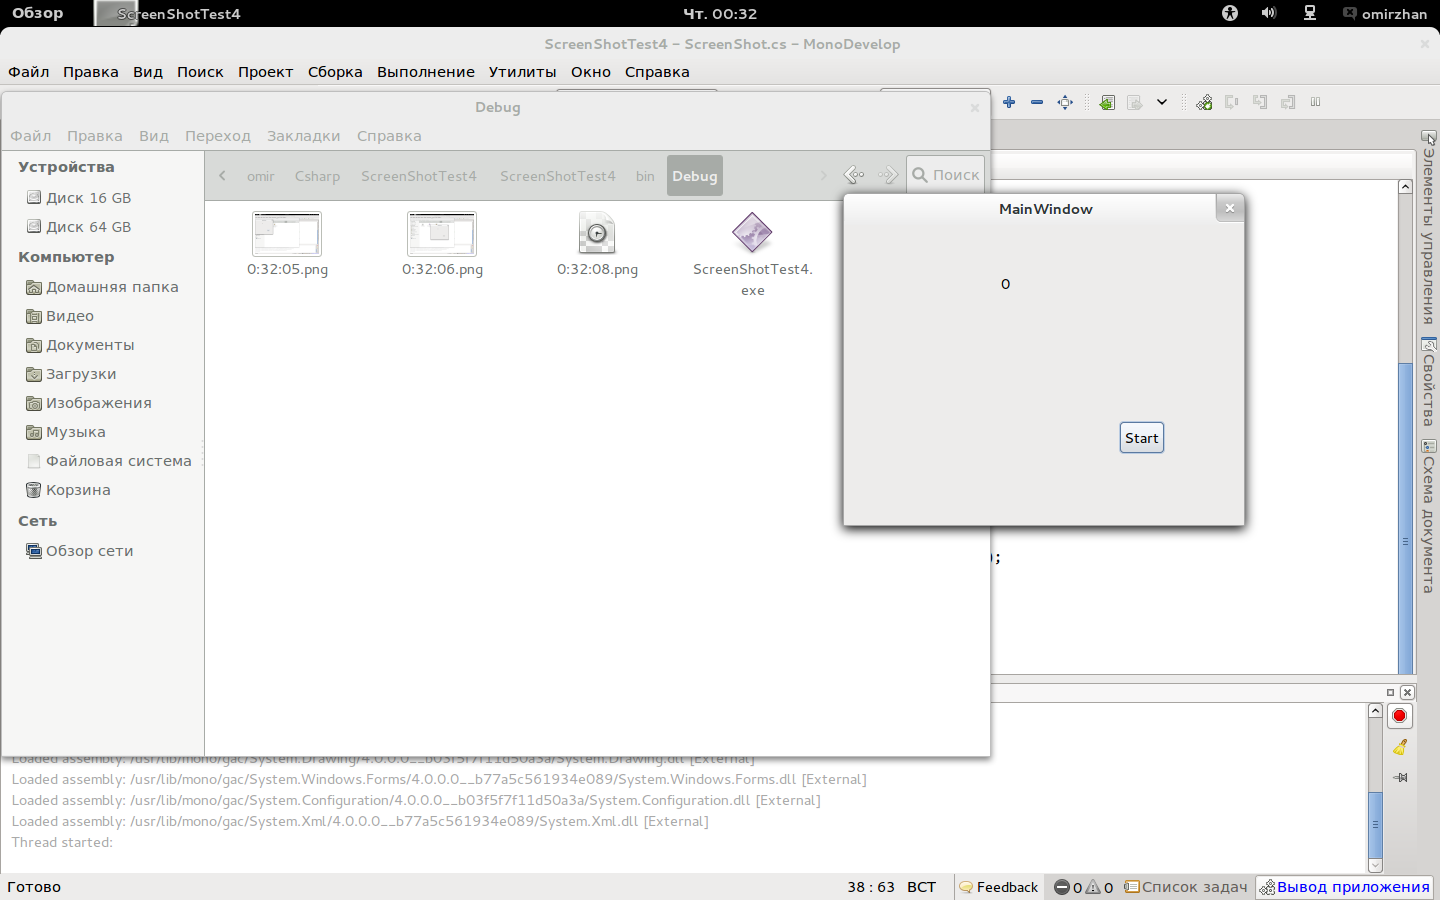 Обзор ScreenShotTest4 Чт. 00:32 omirzhan
ScreenShotTest4 – ScreenShot.cs – MonoDevelop
Файл Правка Вид Поиск Проект Сборка Выполнение Утилиты Окно Справка
Debug
Файл Правка Вид Переход Закладки Справка
Устройства
Диск 16 GB
Диск 64 GB
Компьютер
Домашняя папка
Видео
Документы
Загрузки
Изображения
Музыка
Файловая система
Корзина
Сеть
Обзор сети
omir Csharp ScreenShotTest4 ScreenShotTest4 bin Debug Поиск
0:32:05.png
0:32:06.png
0:32:08.png
ScreenShotTest4.
exe
MainWindow
0
Start
);
Элементы управления
Свойства
Схема документа
Loaded assembly: /usr/lib/mono/gac/System.Drawing/4.0.0.0__b03f5f7f11d50a3a/System.Drawing.dll [External]
Loaded assembly: /usr/lib/mono/gac/System.Windows.Forms/4.0.0.0__b77a5c561934e089/System.Windows.Forms.dll [External]
Loaded assembly: /usr/lib/mono/gac/System.Configuration/4.0.0.0__b03f5f7f11d50a3a/System.Configuration.dll [External]
Loaded assembly: /usr/lib/mono/gac/System.Xml/4.0.0.0__b77a5c561934e089/System.Xml.dll [External]
Thread started:
Готово 38 : 63 ВСТ Feedback 0 0 Список задач Вывод приложения